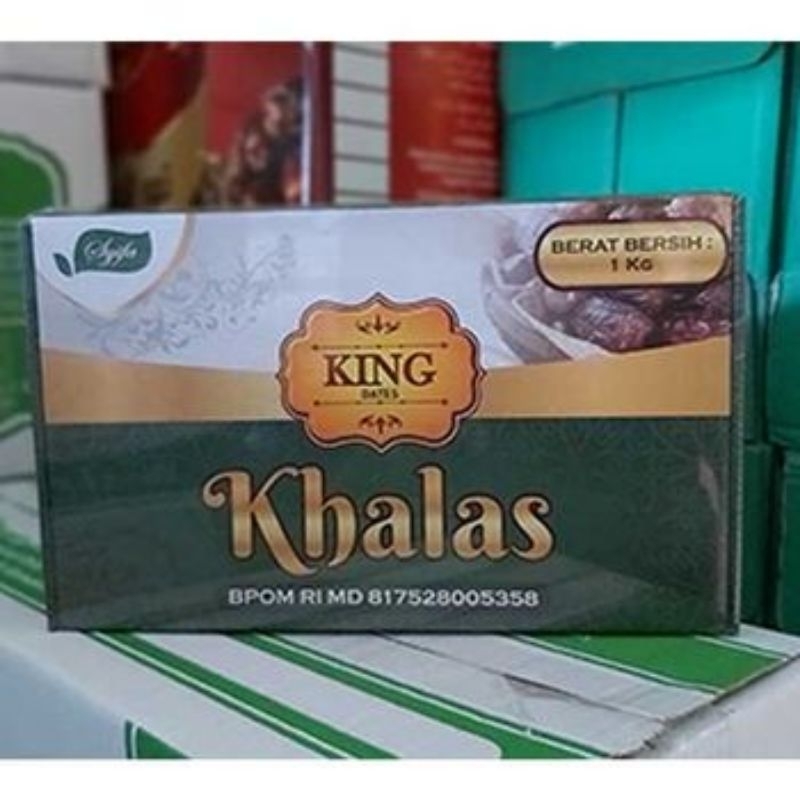 Syifa
BERAT BERSIH :
1 KG
KING
DATES
Khalas
BPOM RI MD 817528005358